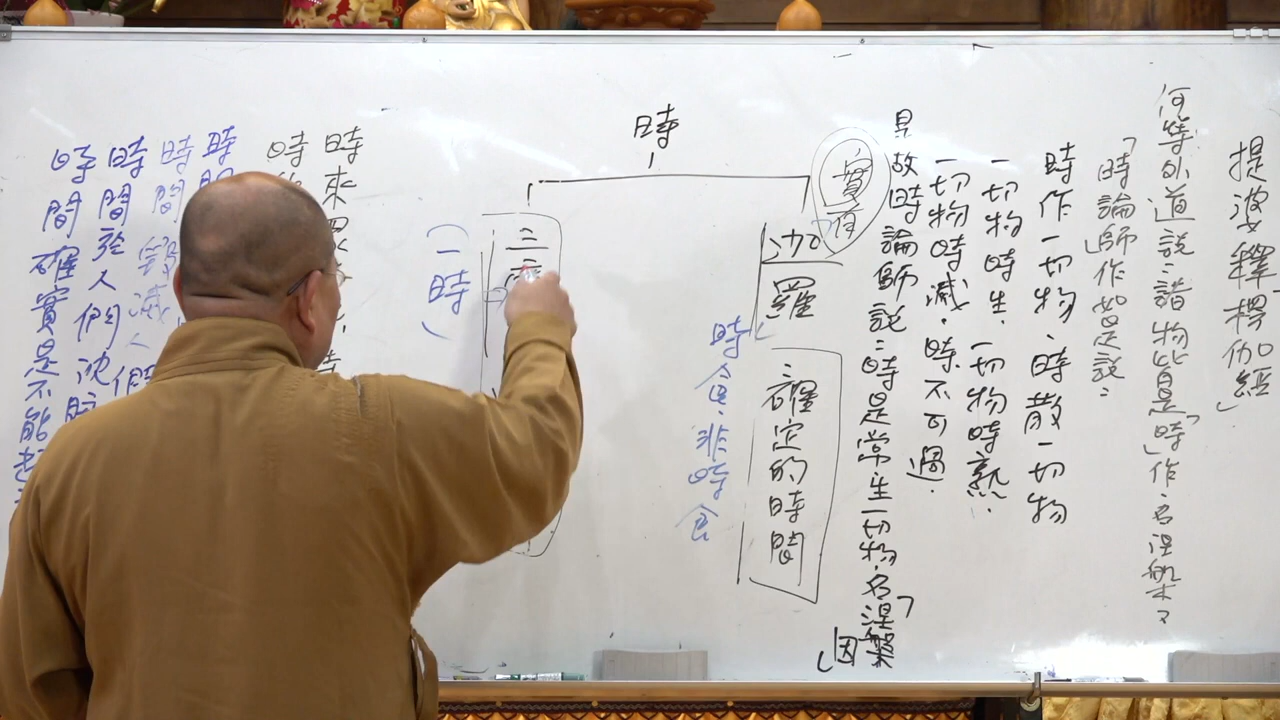 提婆釋楞伽經」
何等外道說：諸物皆是「時」作，名涅槃？
「時論師」作如是說：
時作一切物、時散一切物
一切物時生，一切物時熟，
一切物時滅，時不可過．
是故時論師說：時是常生一切物，名「涅槃因」
時
實有
迦羅
確定的時間
時食．非時食
三
（一時）
時來眾
時
時間
時間毀滅人
時間 人們沈
時間確實是不能